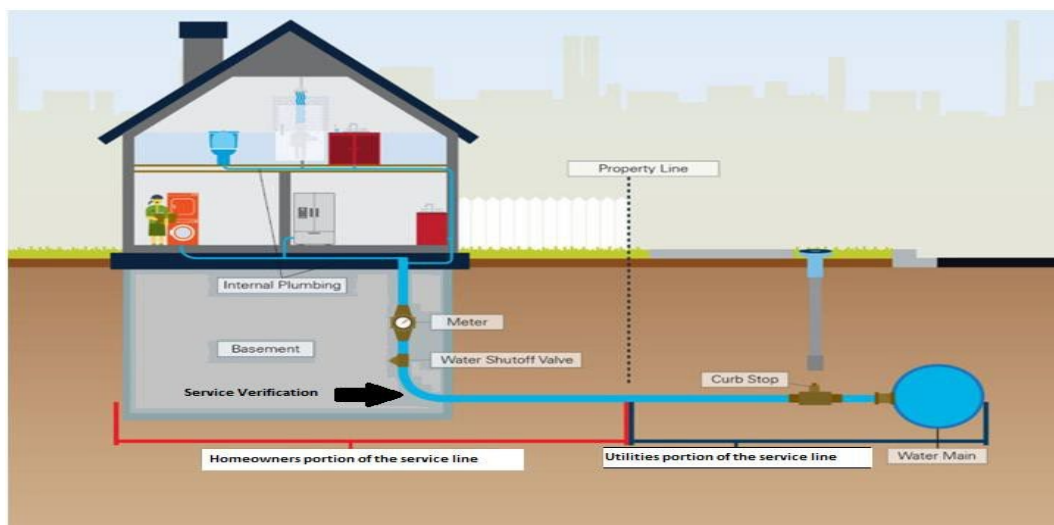 Property Line
Internal Plumbing
Meter
Basement
Water Shutoff Valve
Curb Stop
Service Verification
Homeowners portion of the service line
Utilities portion of the service line
Water Main